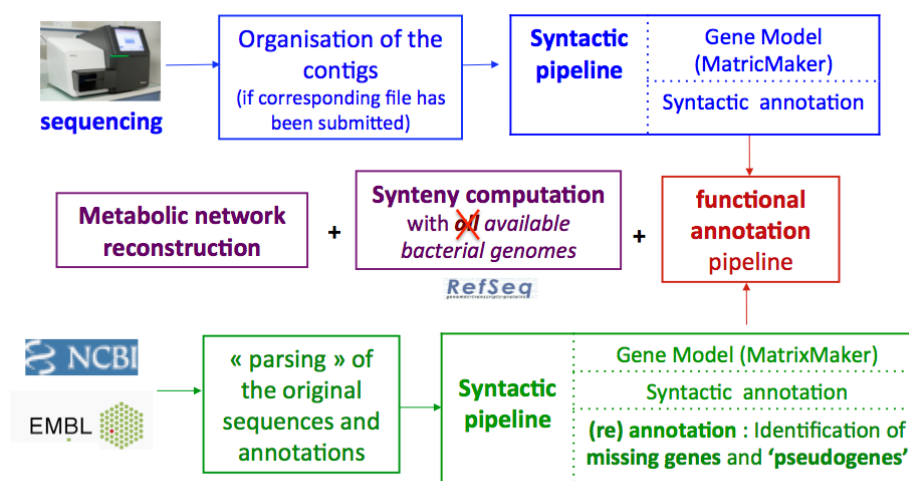 sequencing
Organisation of the
contigs
(if corresponding file has
been submitted)
Syntactic
pipeline
Gene Model
(MatricMaker)
Syntactic annotation
Metabolic network
reconstruction
+
Synteny computation
with all available
bacterial genomes
RefSeq
+
functional
annotation
pipeline
NCBI
EMBL
« parsing » of
the original
sequences and
annotations
Syntactic
pipeline
Gene Model (MatrixMaker)
Syntactic annotation
(re) annotation : Identification of
missing genes and ‘pseudogenes’